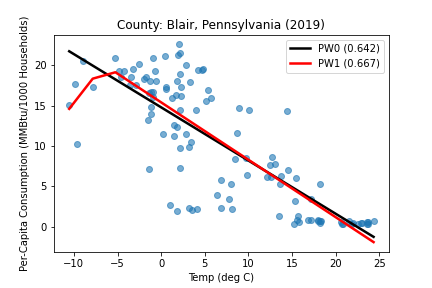 County: Blair, Pennsylvania (2019)
Per-Capita Consumption (MMBtu/1000 Households)
20
15
10
5
0
PW0 (0.642)
PW1 (0.667)
−10 −5 0 5 10 15 20 25
Temp (deg C)